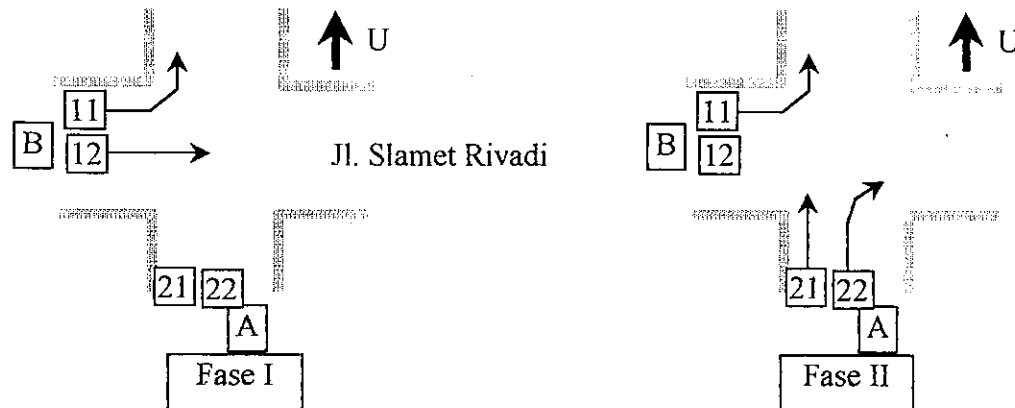 U
11
B
12
Jl. Slamet Rivadi
21 22
A
Fase I
U
11
B
12
21 22
A
Fase II